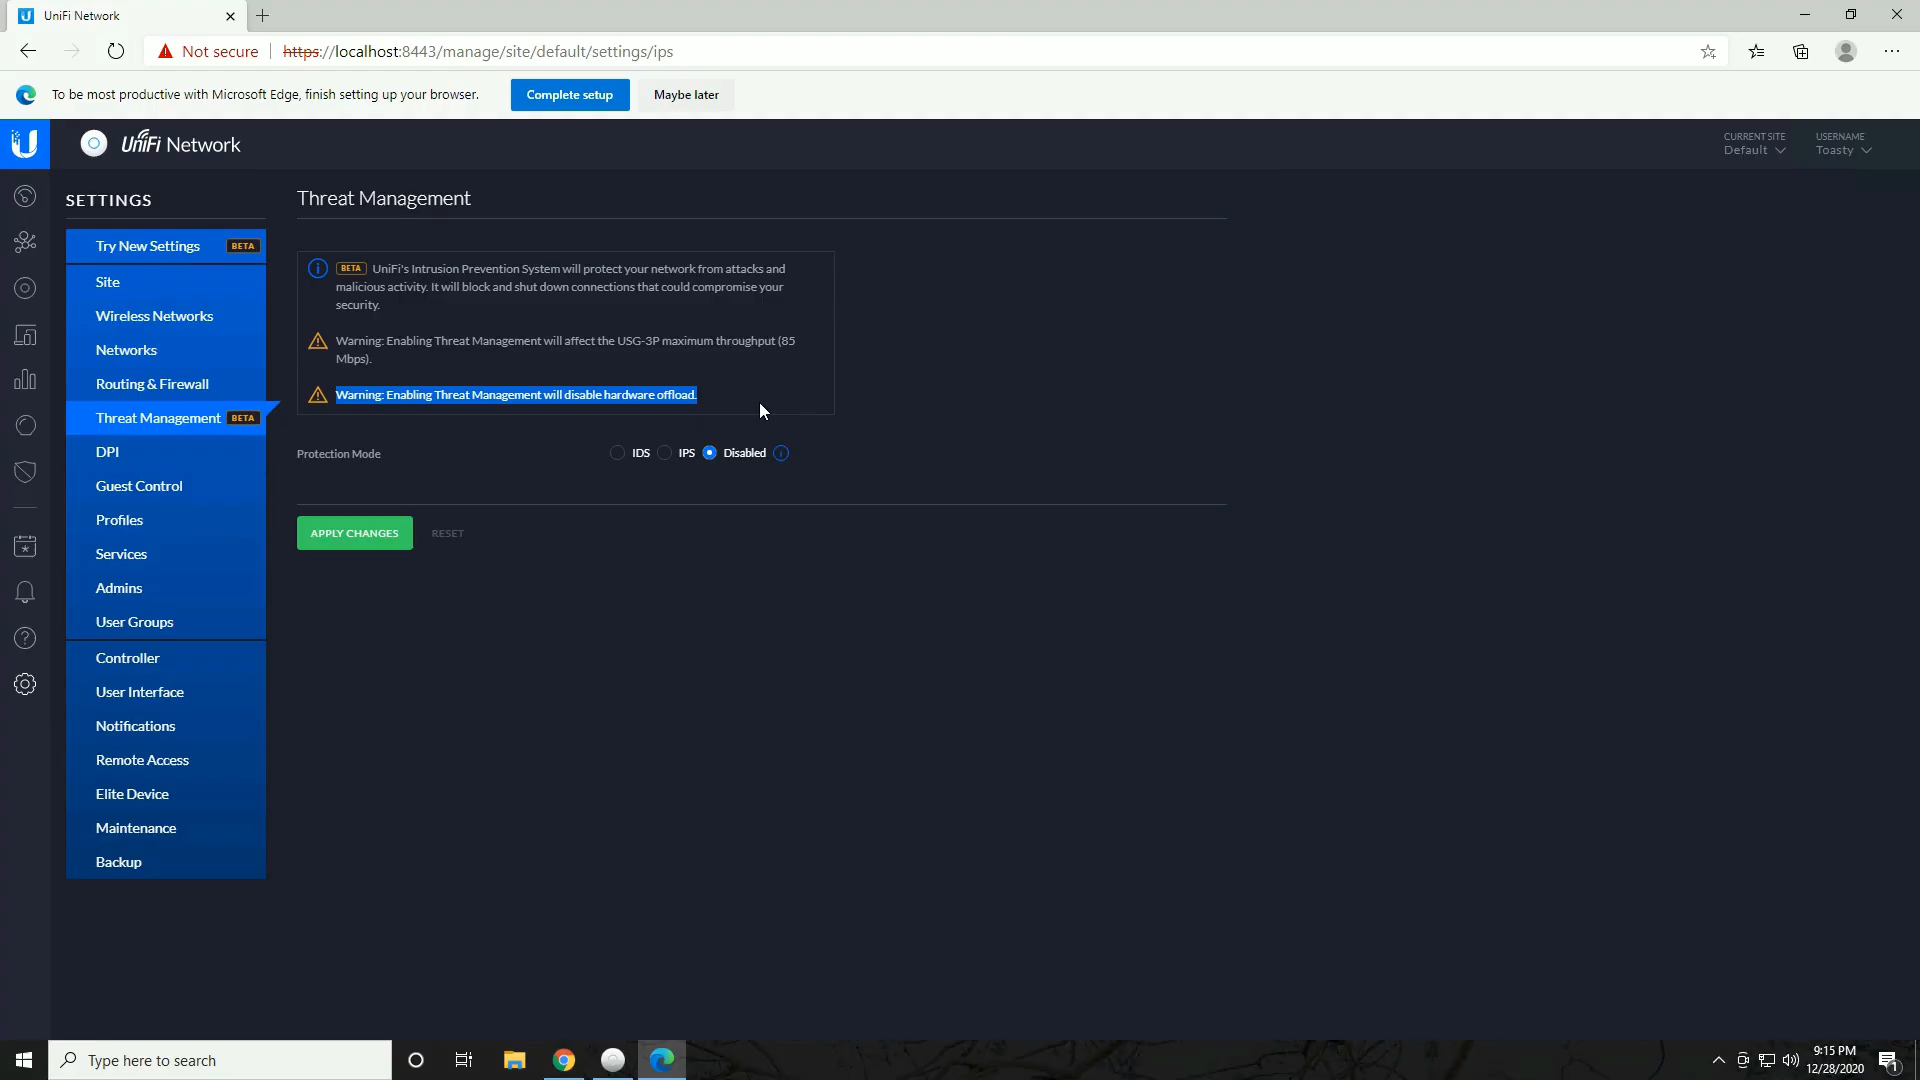 UniFi Network
Not secure https://localhost:8443/manage/site/default/settings/ips
To be most productive with Microsoft Edge, finish setting up your browser. Complete setup Maybe later
UniFi Network
CURRENT SITE
Default
USERNAME
Toasty
SETTINGS
Try New Settings BETA
Site
Wireless Networks
Networks
Routing & Firewall
Threat Management BETA
DPI
Guest Control
Profiles
Services
Admins
User Groups
Controller
User Interface
Notifications
Remote Access
Elite Device
Maintenance
Backup
Threat Management
BETA UniFi's Intrusion Prevention System will protect your network from attacks and
malicious activity. It will block and shut down connections that could compromise your
security.
Warning: Enabling Threat Management will affect the USG-3P maximum throughput (85
Mbps).
Warning: Enabling Threat Management will disable hardware offload.
Protection Mode IDS IPS Disabled
APPLY CHANGES RESET
Type here to search
9:15 PM
12/28/2020
1